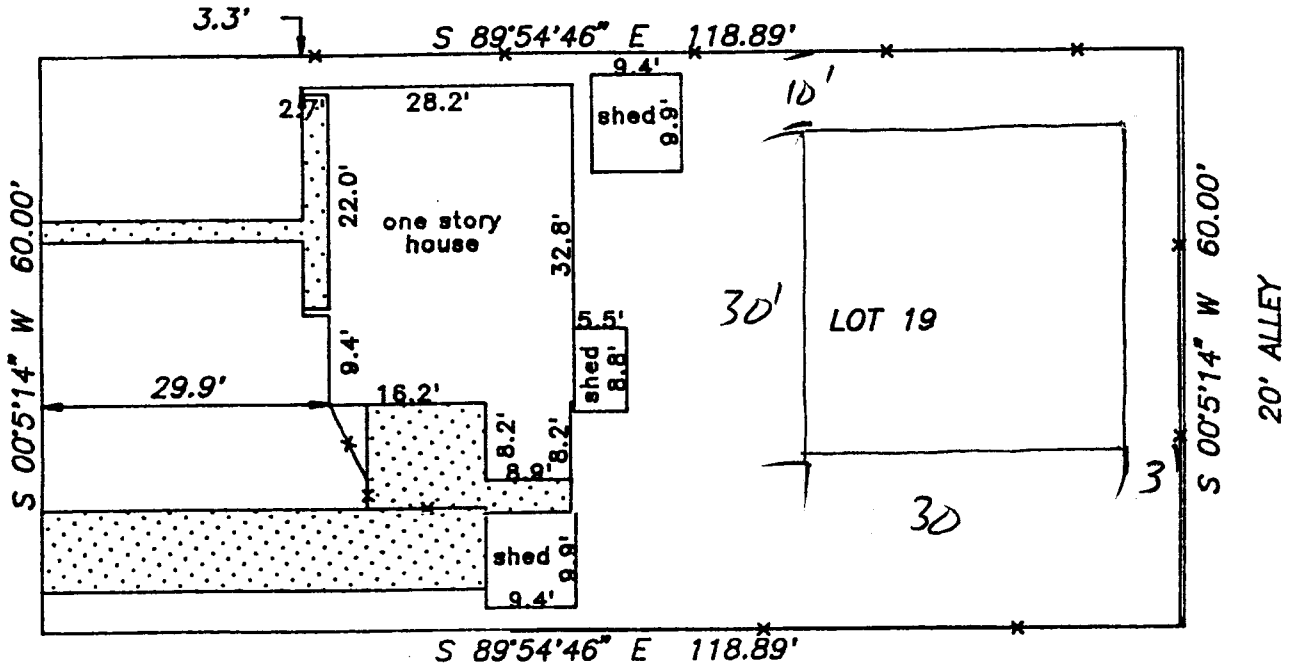 3.3'
S 89°54'46" E 118.89'
9.4'
10'
2.7'
28.2'
shed
9.9'
S 00°5'14" W 60.00'
22.0'
one story
house
32.8'
30'
LOT 19
S 00°5'14" W 60.00'
20' ALLEY
5.5'
shed
8.8'
9.4'
29.9'
16.2'
8.2'
8.2'
8.9'
3
30
shed
9.9'
9.4'
S 89°54'46" E 118.89'